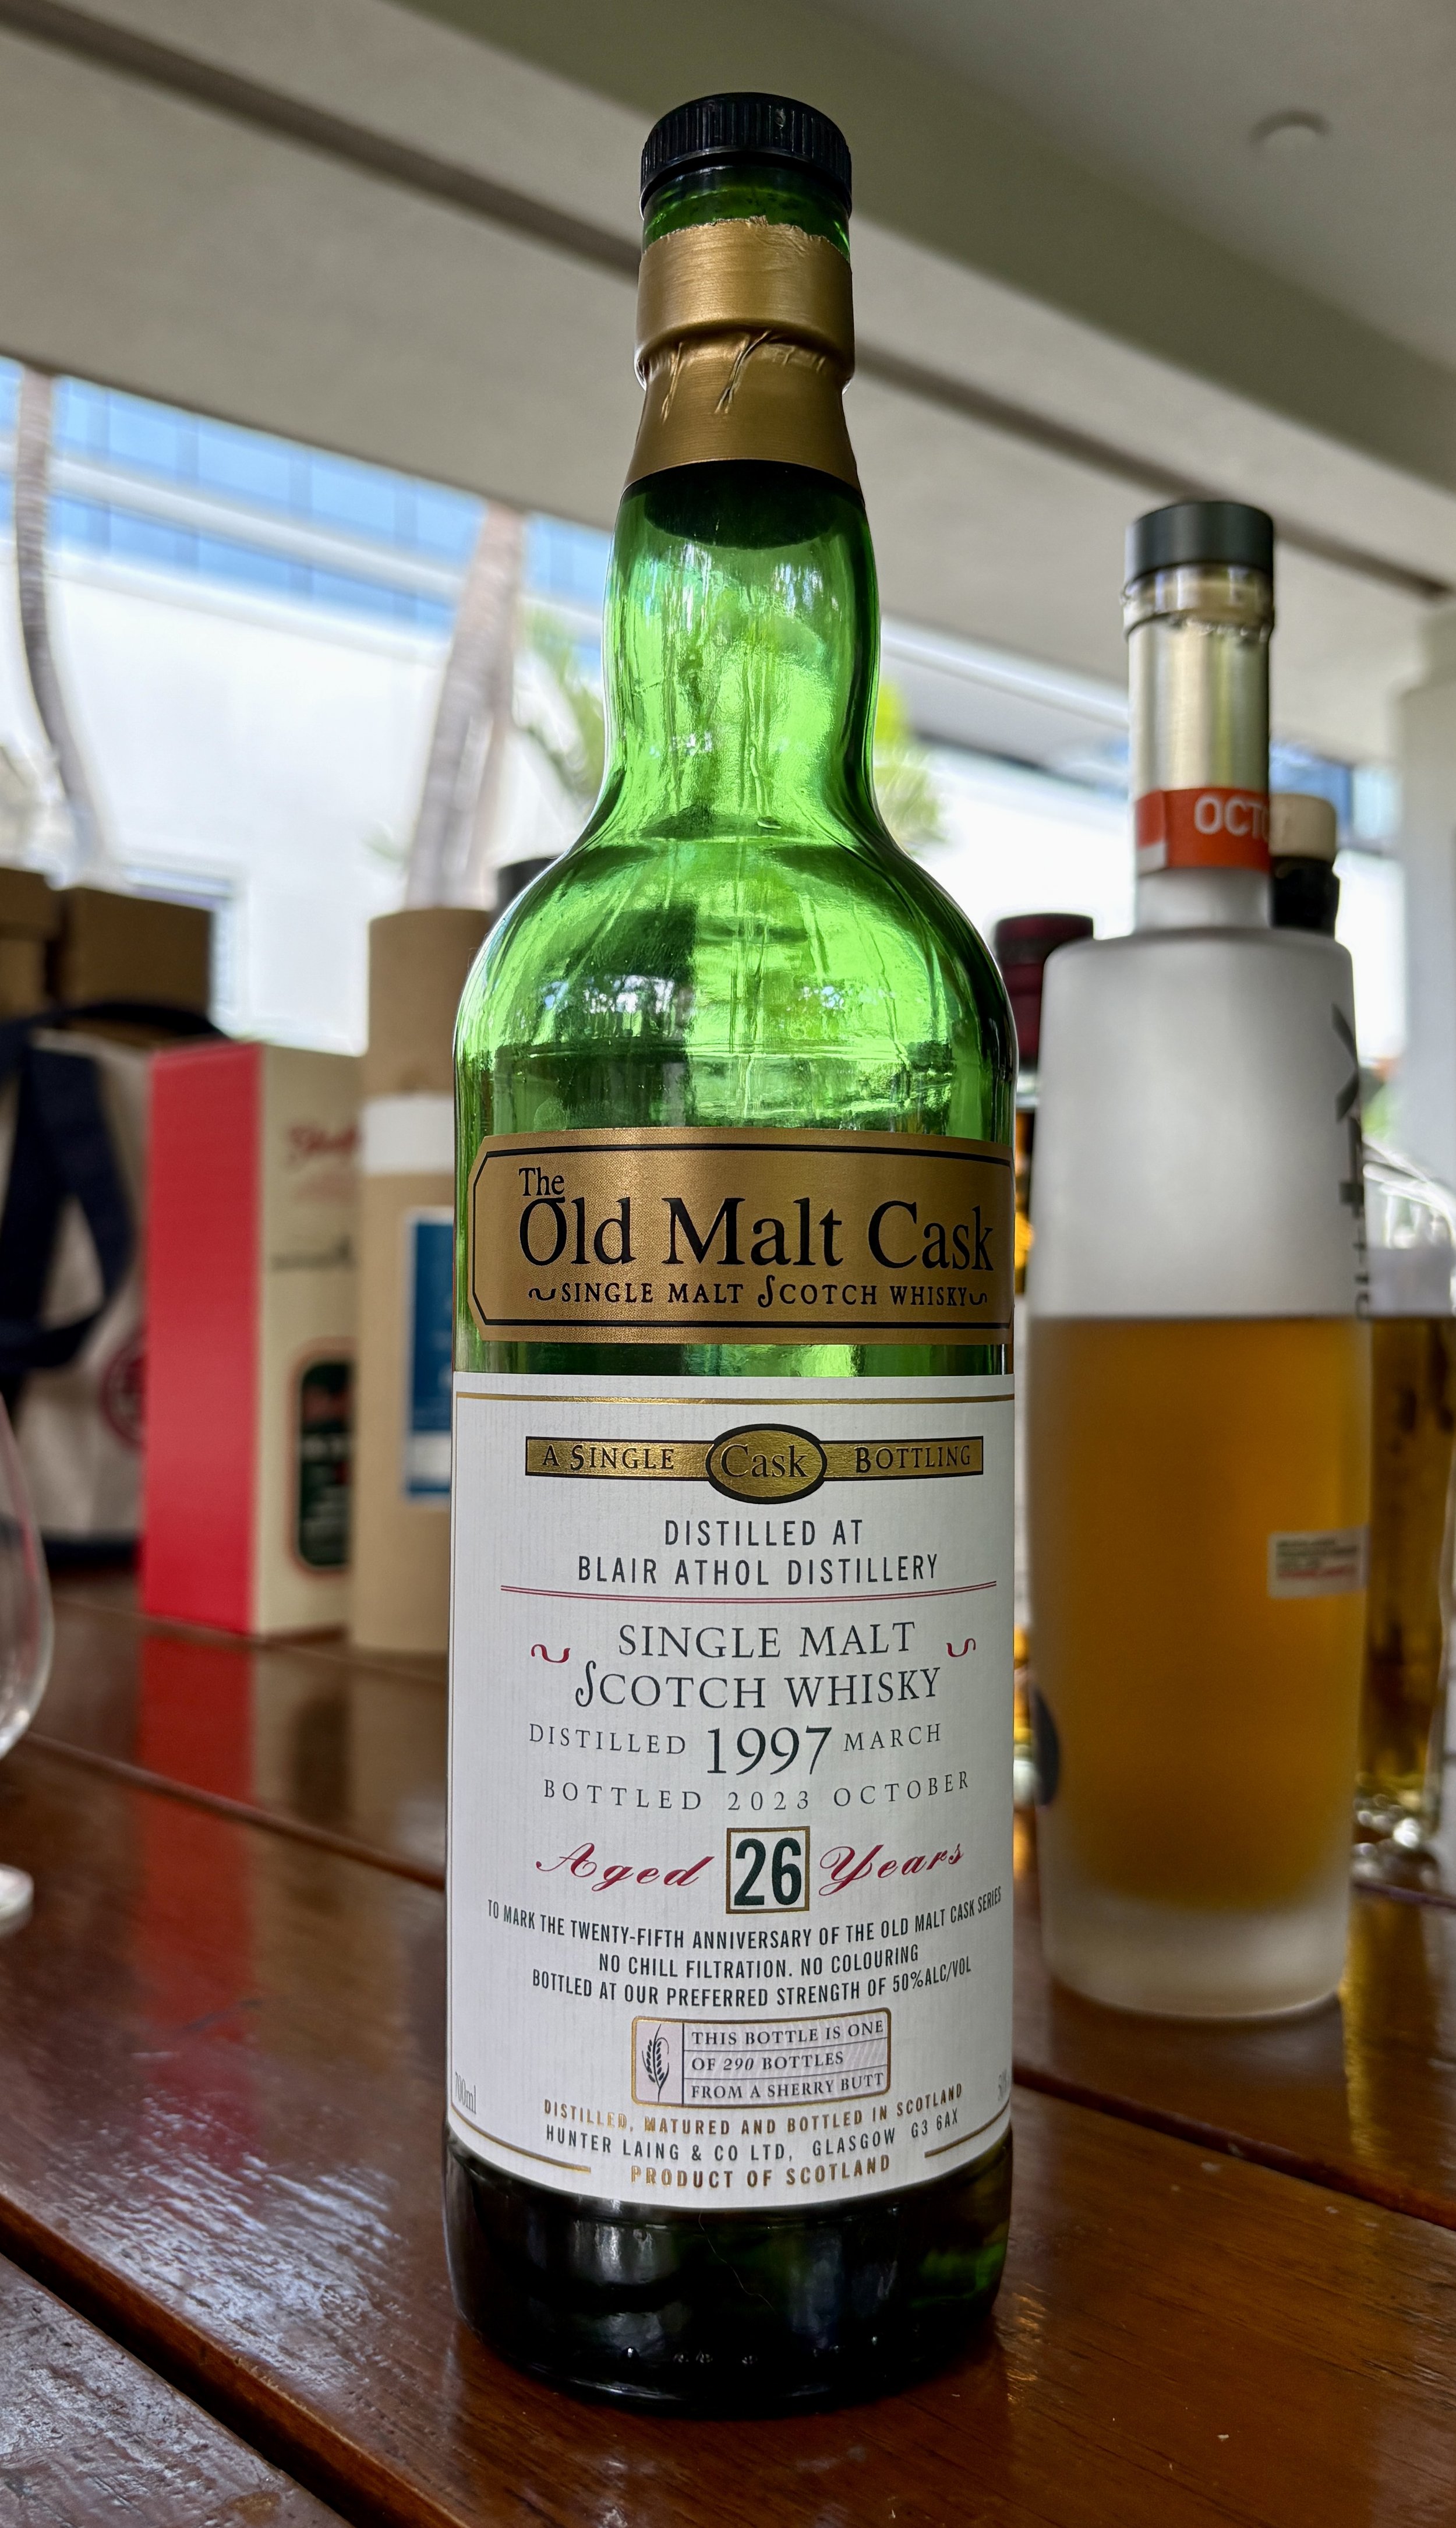 The
Old Malt Cask
SINGLE MALT SCOTCH WHISKY
A SINGLE Cask BOTTLING
DISTILLED AT
BLAIR ATHOL DISTILLERY
SINGLE MALT
SCOTCH WHISKY
DISTILLED 1997 MARCH
BOTTLED 2023 OCTOBER
Aged 26 Years
TO MARK THE TWENTY-FIFTH ANNIVERSARY OF THE OLD MALT CASK SERIES
NO CHILL FILTRATION. NO COLOURING
BOTTLED AT OUR PREFERRED STRENGTH OF 50%ALC/VOL
THIS BOTTLE IS ONE
OF 290 BOTTLES
FROM A SHERRY BUTT
700ml
DISTILLED, MATURED AND BOTTLED IN SCOTLAND
HUNTER LAING & CO LTD, GLASGOW G3 6AX
PRODUCT OF SCOTLAND
OCTO